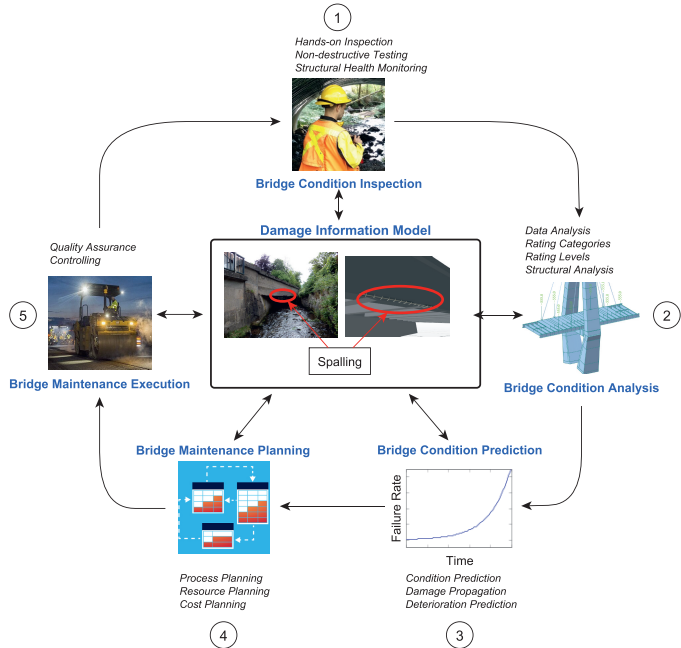 1
Hands-on Inspection
Non-destructive Testing
Structural Health Monitoring
Bridge Condition Inspection
Damage Information Model
Spalling
Data Analysis
Rating Categories
Rating Levels
Structural Analysis
2
Bridge Condition Analysis
Quality Assurance
Controlling
5
Bridge Maintenance Execution
Bridge Maintenance Planning
Process Planning
Resource Planning
Cost Planning
4
Bridge Condition Prediction
Failure Rate
Time
Condition Prediction
Damage Propagation
Deterioration Prediction
3